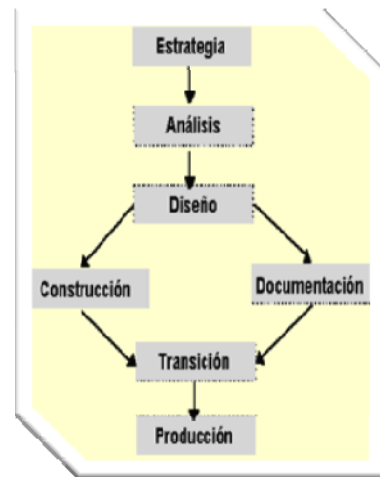 Estrategia
Análisis
Diseño
Construcción
Documentación
Transición
Producción